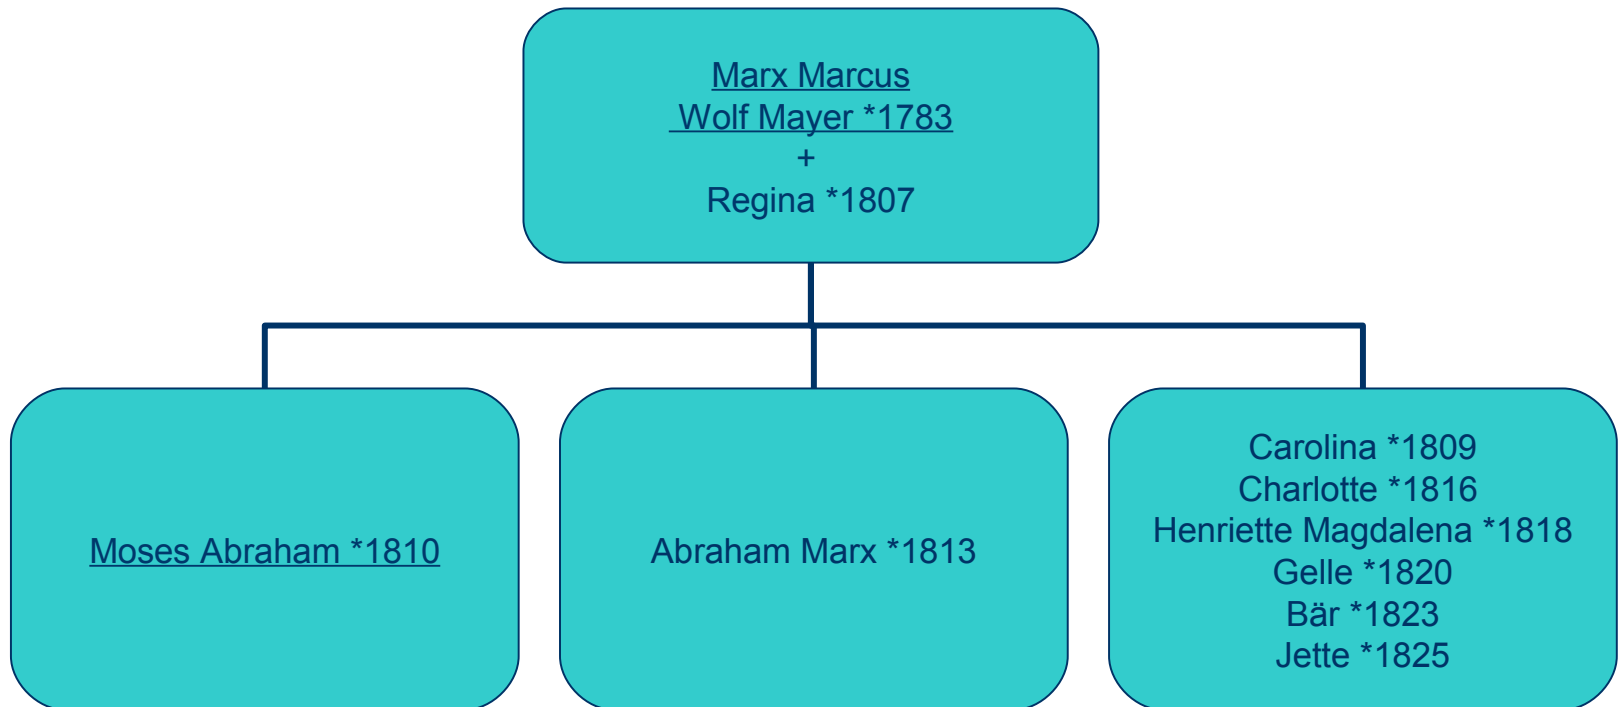 Marx Marcus
Wolf Mayer *1783
+
Regina *1807
Moses Abraham *1810
Abraham Marx *1813
Carolina *1809
Charlotte *1816
Henriette Magdalena *1818
Gelle *1820
Bär *1823
Jette *1825